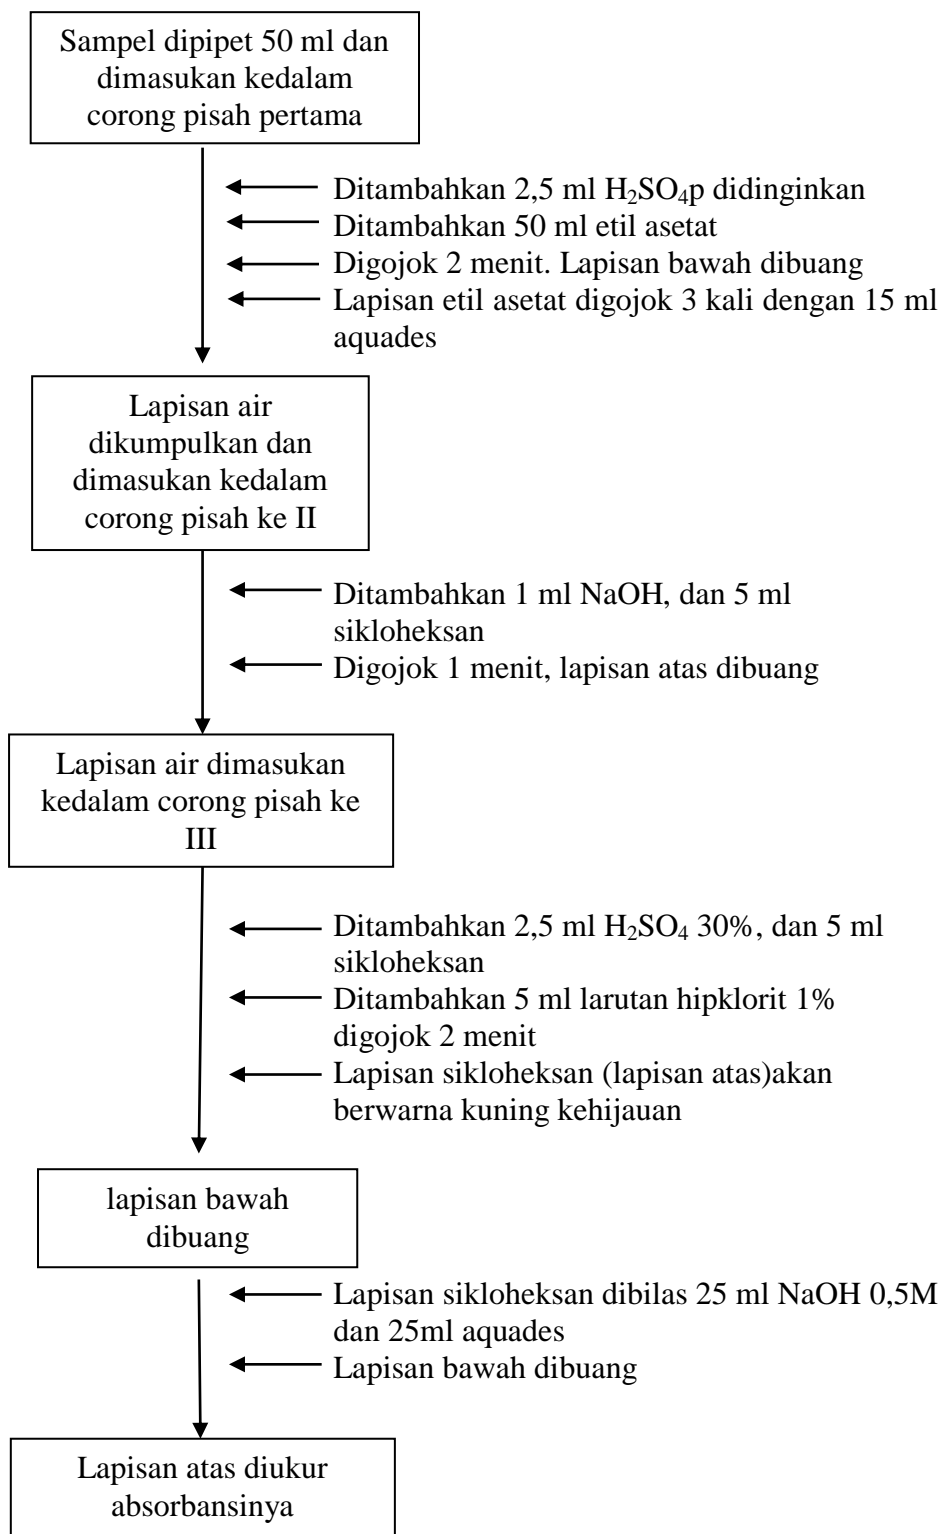 Sampel dipipet 50 ml dan
dimasukan kedalam
corong pisah pertama
Ditambahkan 2,5 ml H₂SO₄p didinginkan
Ditambahkan 50 ml etil asetat
Digojok 2 menit. Lapisan bawah dibuang
Lapisan etil asetat digojok 3 kali dengan 15 ml
aquades
Lapisan air
dikumpulkan dan
dimasukan kedalam
corong pisah ke II
Ditambahkan 1 ml NaOH, dan 5 ml
sikloheksan
Digojok 1 menit, lapisan atas dibuang
Lapisan air dimasukan
kedalam corong pisah ke
III
Ditambahkan 2,5 ml H₂SO₄ 30%, dan 5 ml
sikloheksan
Ditambahkan 5 ml larutan hipklorit 1%
digojok 2 menit
Lapisan sikloheksan (lapisan atas)akan
berwarna kuning kehijauan
lapisan bawah
dibuang
Lapisan sikloheksan dibilas 25 ml NaOH 0,5M
dan 25ml aquades
Lapisan bawah dibuang
Lapisan atas diukur
absorbansinya